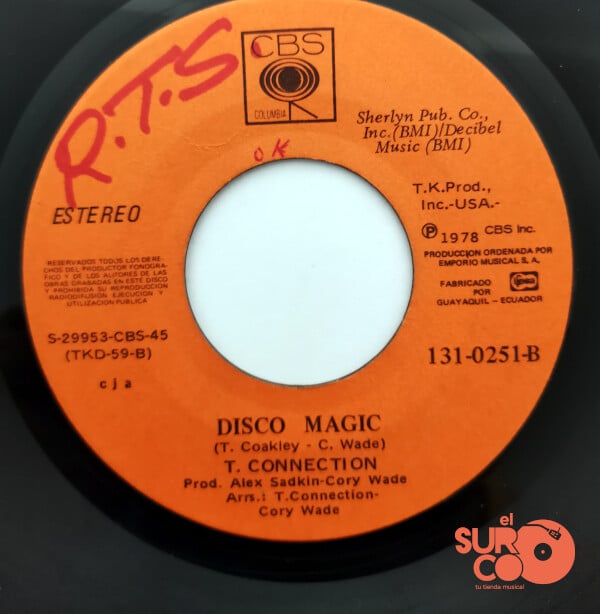 R.T.S
CBS
COLUMBIA
OK
Sherlyn Pub. Co.,
Inc.(BMI)/Decibel
Music (BMI)
T.K.Prod.,
Inc.-USA.-
ESTEREO
℗ 1978 CBS Inc.
PRODUCCION ORDENADA POR
EMPORIO MUSICAL S, A,
FABRICADO
POR
GUAYAQUIL - ECUADOR
RESERVADOS TODOS LOS DERE-
CHOS DEL PRODUCTOR FONOGRA-
FICO Y DE LOS AUTORES DE LAS
OBRAS GRABADAS EN ESTE DISCO
Y PROHIBIDA SU REPRODUCCION
RADIODIFUSION, EJECUCION Y
UTILIZACION PUBLICA
S-29953-CBS-45
(TKD-59-B)
cja
131-0251-B
DISCO MAGIC
(T. Coakley - C. Wade)
T. CONNECTION
Prod. Alex Sadkin-Cory Wade
Arrs.: T.Connection-
Cory Wade
el
SURCO
tu tienda musical